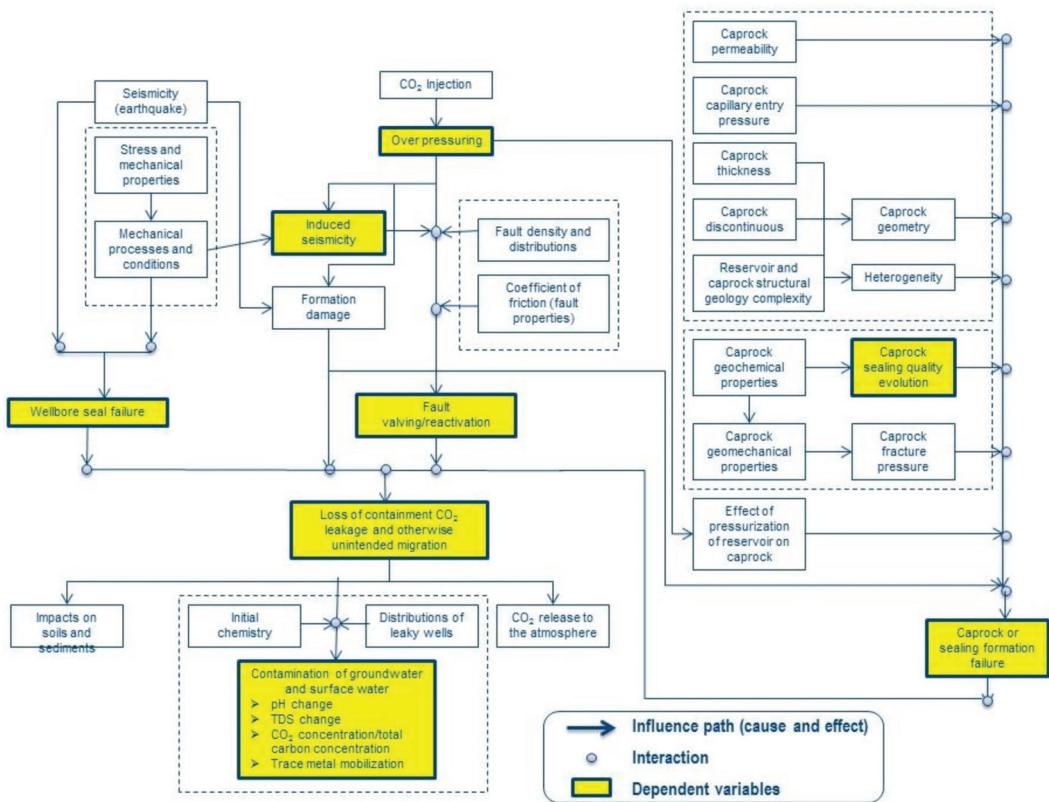 Seismicity
(earthquake)
Stress and
mechanical
properties
Mechanical
processes and
conditions
Wellbore seal failure
CO₂ Injection
Over pressuring
Induced
seismicity
Formation
damage
Fault density and
distributions
Coefficient of
friction (fault
properties)
Fault
valving/reactivation
Caprock
permeability
Caprock
capillary entry
pressure
Caprock
thickness
Caprock
discontinuous
Caprock
geometry
Reservoir and
caprock structural
geology complexity
Heterogeneity
Caprock
geochemical
properties
Caprock
sealing quality
evolution
Caprock
geomechanical
properties
Caprock
fracture
pressure
Effect of
pressurization
of reservoir on
caprock
Caprock or
sealing formation
failure
Loss of containment CO₂
leakage and otherwise
unintended migration
Impacts on
soils and
sediments
Initial
chemistry
Distributions of
leaky wells
CO₂ release to
the atmosphere
Contamination of groundwater
and surface water
➢ pH change
➢ TDS change
➢ CO₂ concentration/total
carbon concentration
➢ Trace metal mobilization
Influence path (cause and effect)
Interaction
Dependent variables